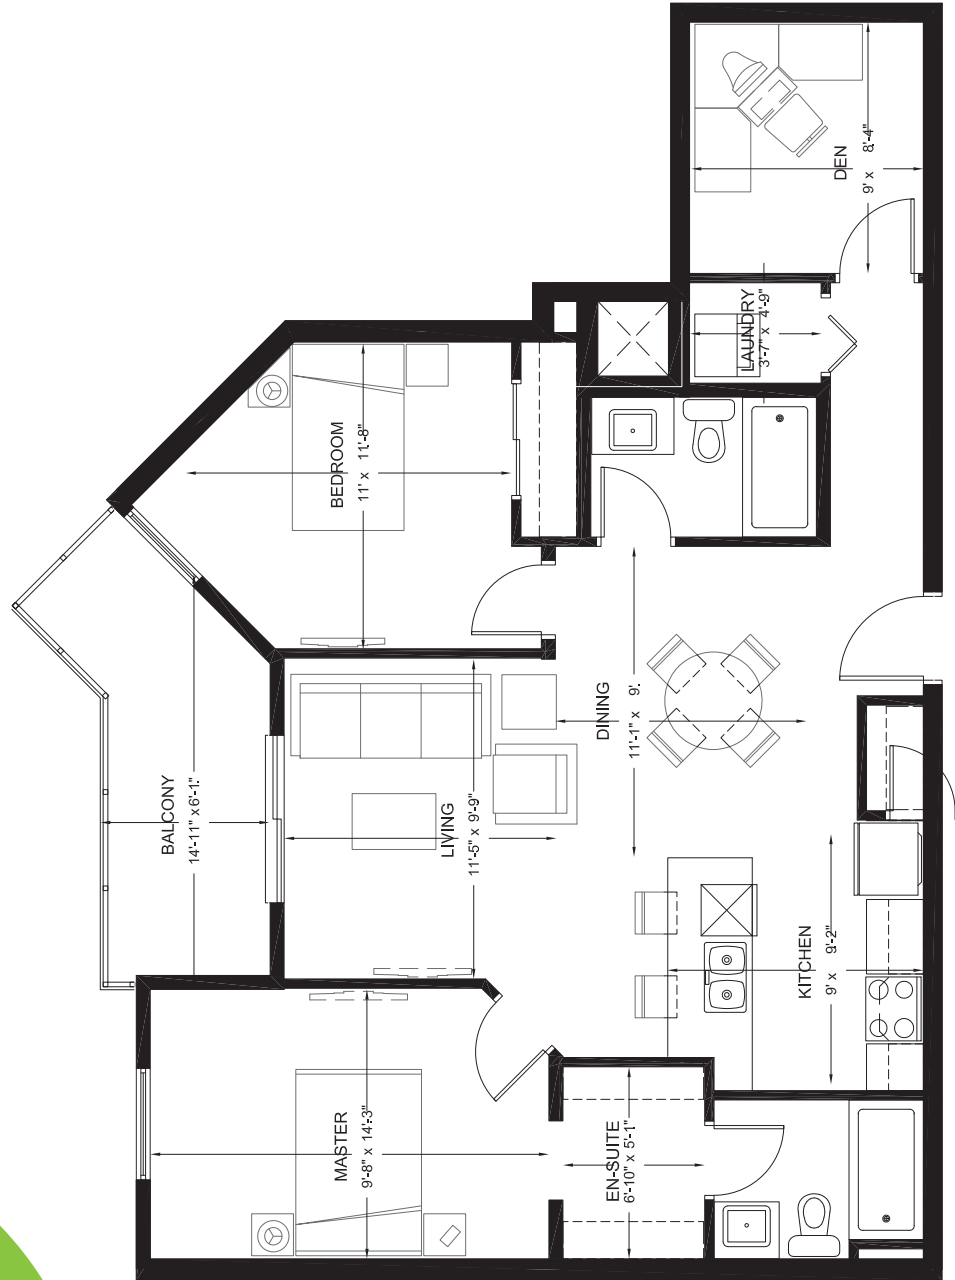 DEN
9' x 8'-4"
LAUNDRY
3'-7" x 4'-9"
BEDROOM
11' x 11'-8"
DINING
11'-1" x 9'.
BALCONY
14'-11" x6'-1"
LIVING
11'-5" x 9'-9"
KITCHEN
9' x 9'-2"
MASTER
9'-8" x 14'-3"
EN-SUITE
6'-10" x 5'-1"